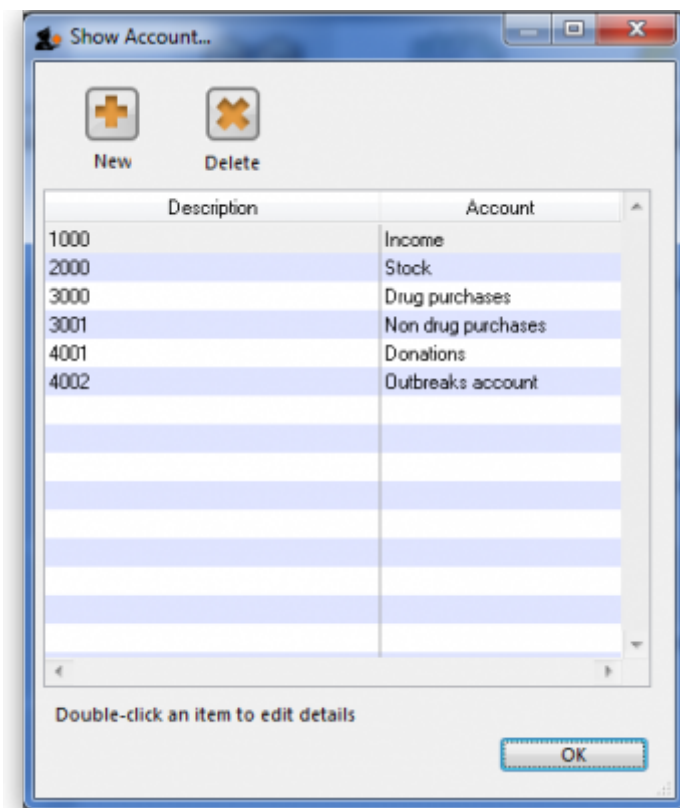 Show Account...
New Delete
Description Account
1000 Income
2000 Stock
3000 Drug purchases
3001 Non drug purchases
4001 Donations
4002 Outbreaks account
Double-click an item to edit details
OK